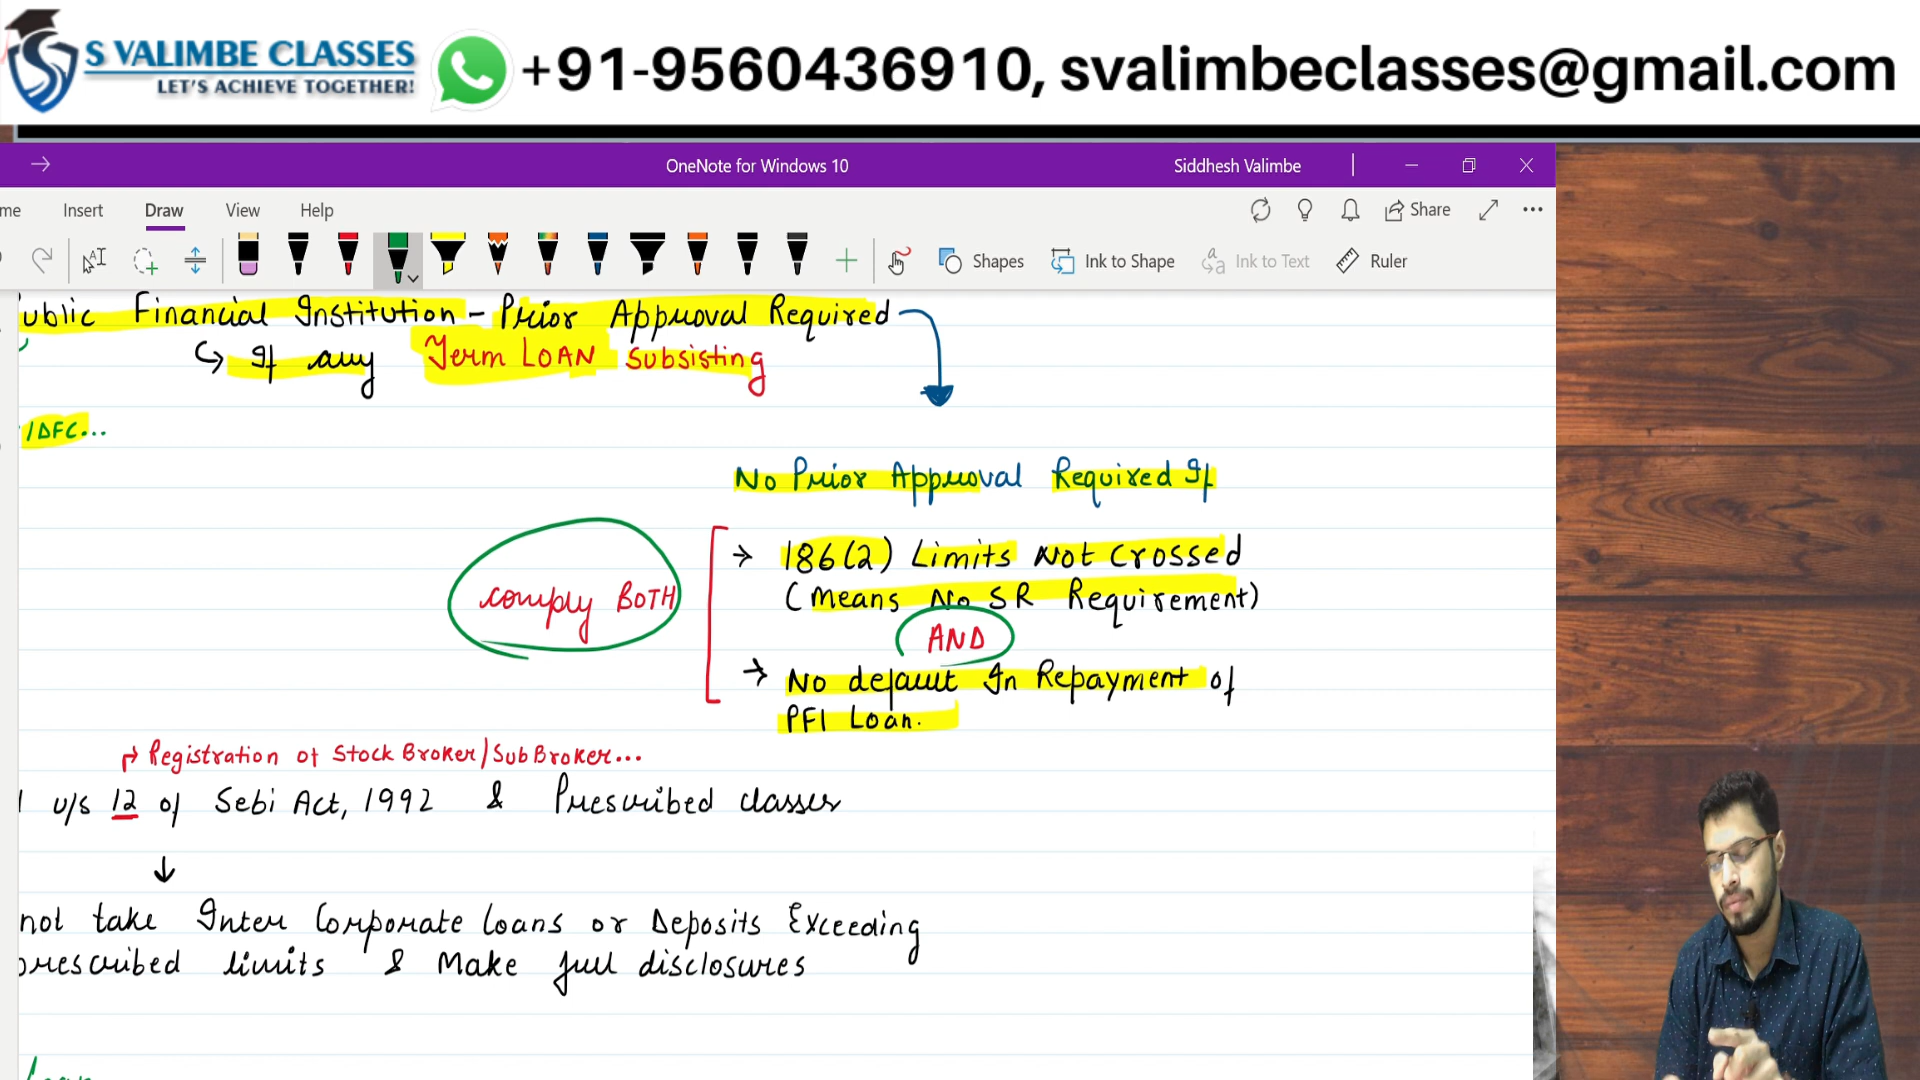 S VALIMBE CLASSES
LET'S ACHIEVE TOGETHER!
+91-9560436910, svalimbeclasses@gmail.com
OneNote for Windows 10
Siddhesh Valimbe
me Insert Draw View Help
Share
Shapes Ink to Shape Ink to Text Ruler
ublic Financial Institution - Prior Approval Required
If any Term LOAN Subsisting
IDFC...
No Prior Approval Required If
186(2) Limits Not Crossed
(Means No SR Requirement)
comply BOTH
AND
No default In Repayment of
PFI Loan.
Registration of Stock Broker/SubBroker...
u/s 12 of Sebi Act, 1992 & Prescribed classes
not take Inter Corporate Loans or Deposits Exceeding
prescribed limits & Make full disclosures